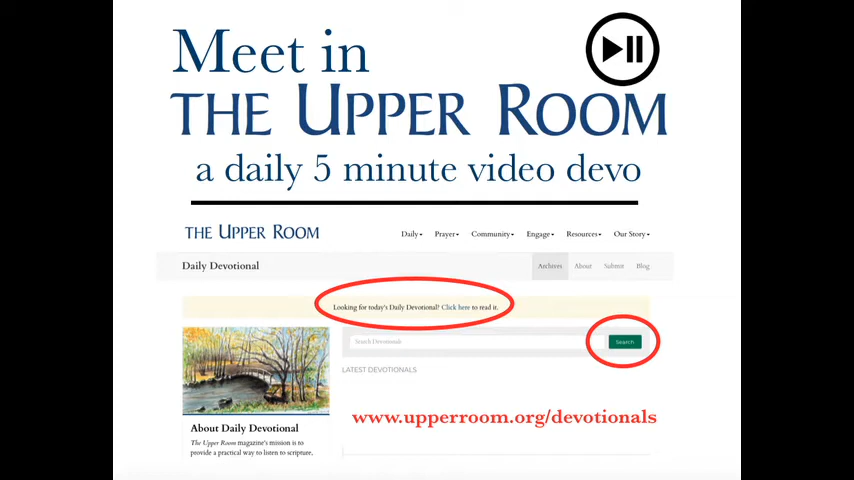 Meet in
THE UPPER ROOM
a daily 5 minute video devo
THE UPPER ROOM
Daily Prayer Community Engage Resources Our Story
Daily Devotional
Archives About Submit Blog
Looking for today's Daily Devotional? Click here to read it.
Search Devotionals
Search
LATEST DEVOTIONALS
www.upperroom.org/devotionals
About Daily Devotional
The Upper Room magazine's mission is to
provide a practical way to listen to scripture,